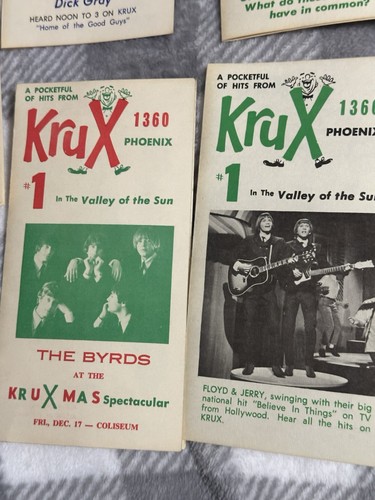 Dick Gray
HEARD NOON TO 3 ON KRUX
"Home of the Good Guys"
What do these
have in common?
A POCKETFUL
OF HITS FROM
KruX
1360
PHOENIX
#1 In The Valley of the Sun
THE BYRDS
AT THE
KRUXMAS Spectacular
FRI, DEC. 17 — COLISEUM
A POCKETFUL
OF HITS FROM
KruX
1360
PHOENIX
#1 In The Valley of the Sun
FLOYD & JERRY, swinging with their big
national hit "Believe In Things" on TV
from Hollywood. Hear all the hits on
KRUX.